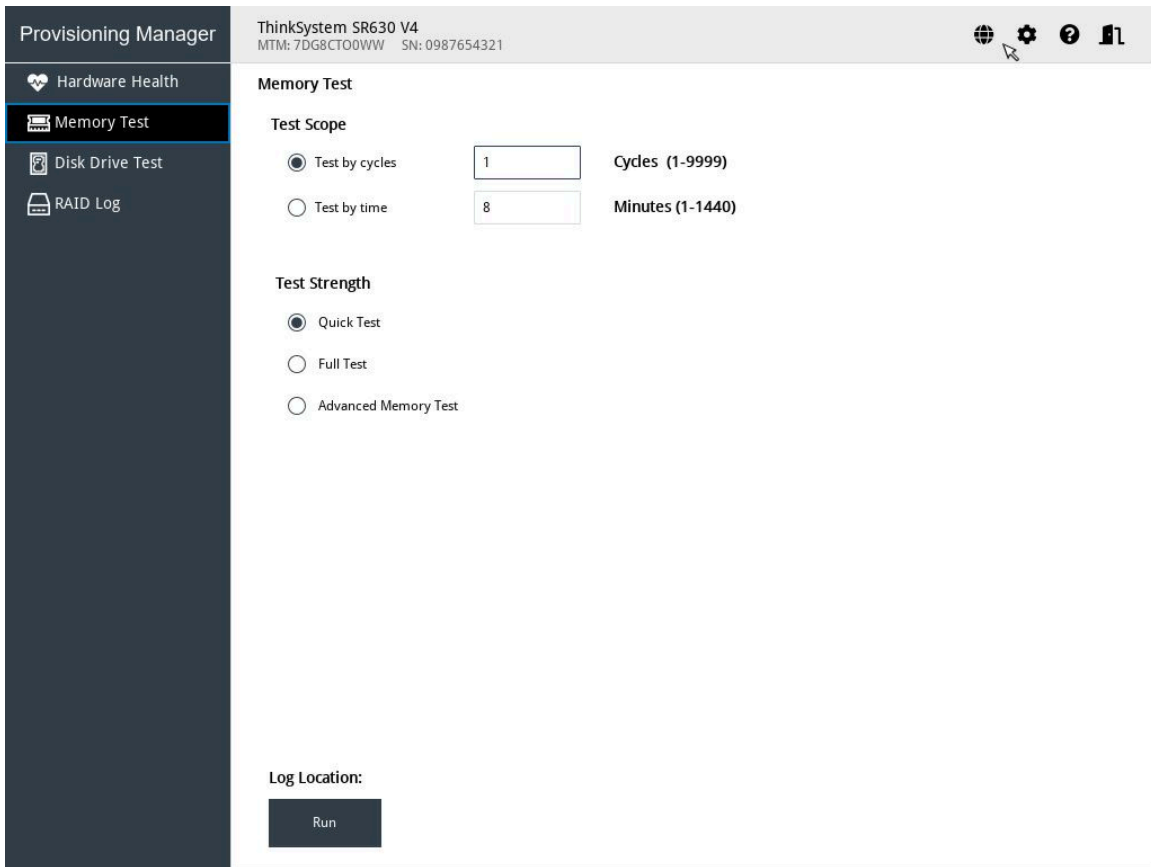 Provisioning Manager
ThinkSystem SR630 V4
MTM: 7DG8CTO0WW SN: 0987654321
Hardware Health
Memory Test
Disk Drive Test
RAID Log
Memory Test
Test Scope
Test by cycles 1 Cycles (1-9999)
Test by time 8 Minutes (1-1440)
Test Strength
Quick Test
Full Test
Advanced Memory Test
Log Location:
Run